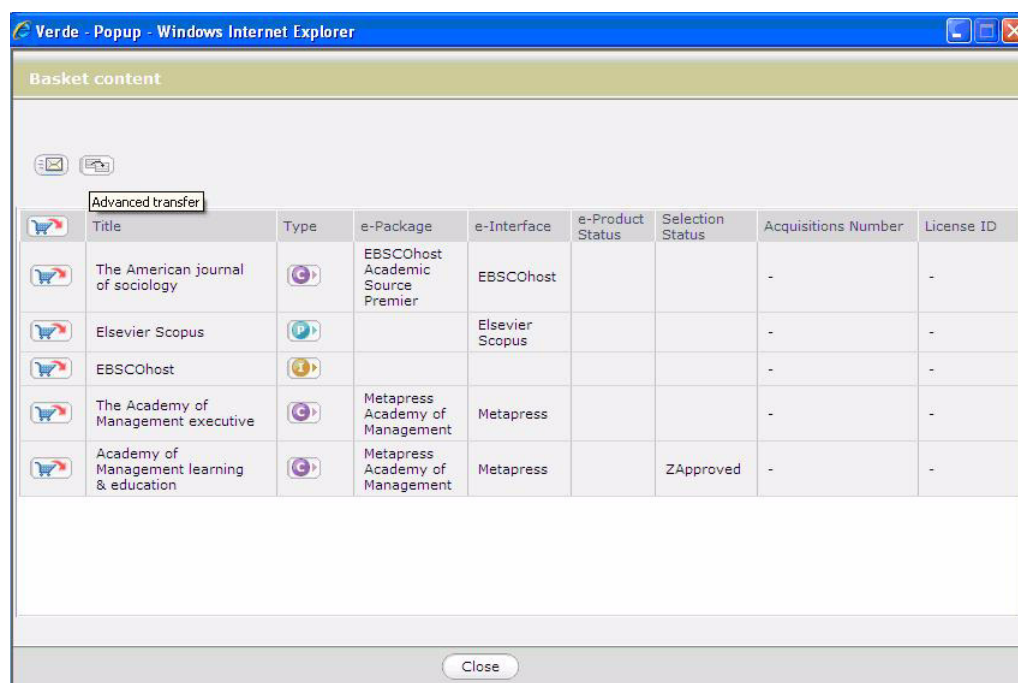 Verde - Popup - Windows Internet Explorer
Basket content
Advanced transfer
Title Type e-Package e-Interface e-Product Status Selection Status Acquisitions Number License ID
The American journal of sociology C EBSCOhost Academic Source Premier EBSCOhost - -
Elsevier Scopus P Elsevier Scopus - -
EBSCOhost I - -
The Academy of Management executive C Metapress Academy of Management Metapress - -
Academy of Management learning & education C Metapress Academy of Management Metapress ZApproved - -
Close